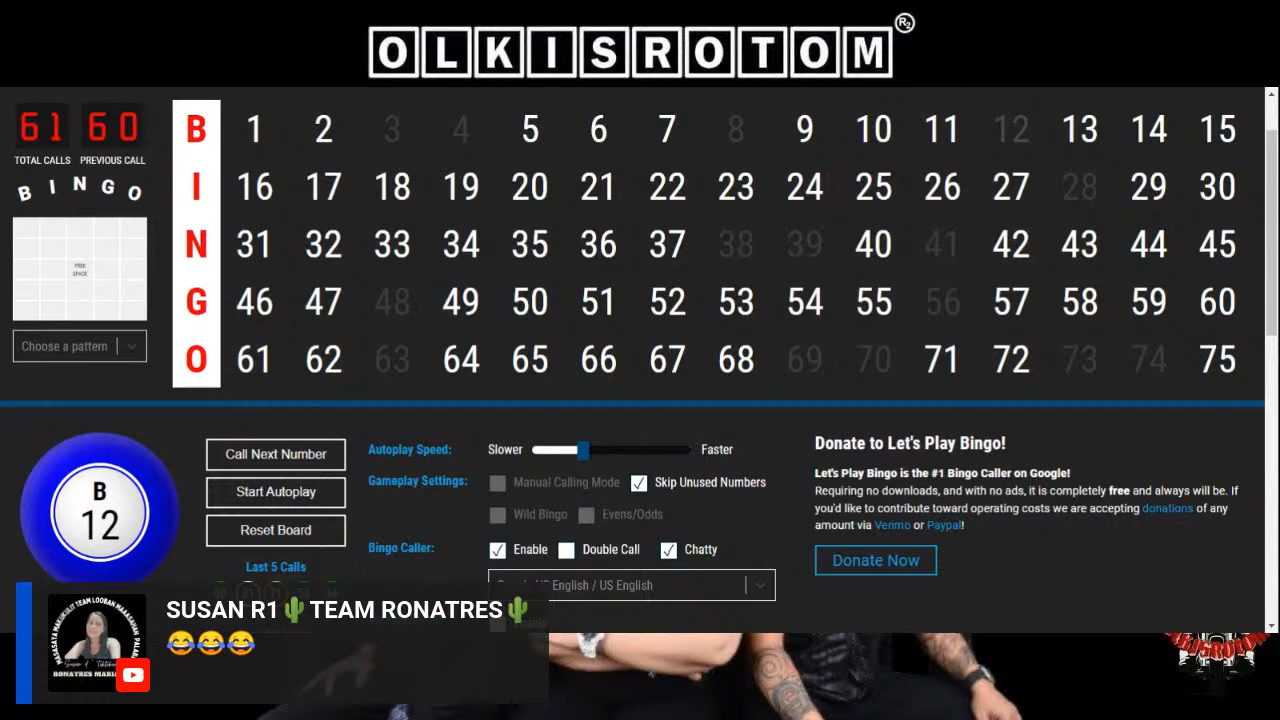 OLKISROTOM R2
61 60
TOTAL CALLS PREVIOUS CALL
B I N G O
FREE
SPACE
Choose a pattern
B 1 2 3 4 5 6 7 8 9 10 11 12 13 14 15
I 16 17 18 19 20 21 22 23 24 25 26 27 28 29 30
N 31 32 33 34 35 36 37 38 39 40 41 42 43 44 45
G 46 47 48 49 50 51 52 53 54 55 56 57 58 59 60
O 61 62 63 64 65 66 67 68 69 70 71 72 73 74 75
B
12
Call Next Number
Start Autoplay
Reset Board
Last 5 Calls
Autoplay Speed: Slower Faster
Gameplay Settings: Manual Calling Mode Skip Unused Numbers
Wild Bingo Evens/Odds
Bingo Caller: Enable Double Call Chatty
US English / US English
Donate to Let's Play Bingo!
Let's Play Bingo is the #1 Bingo Caller on Google!
Requiring no downloads, and with no ads, it is completely free and always will be. If
you'd like to contribute toward operating costs we are accepting donations of any
amount via Venmo or Paypal!
Donate Now
SUSAN R1🌵TEAM RONATRES🌵
😂😂😂